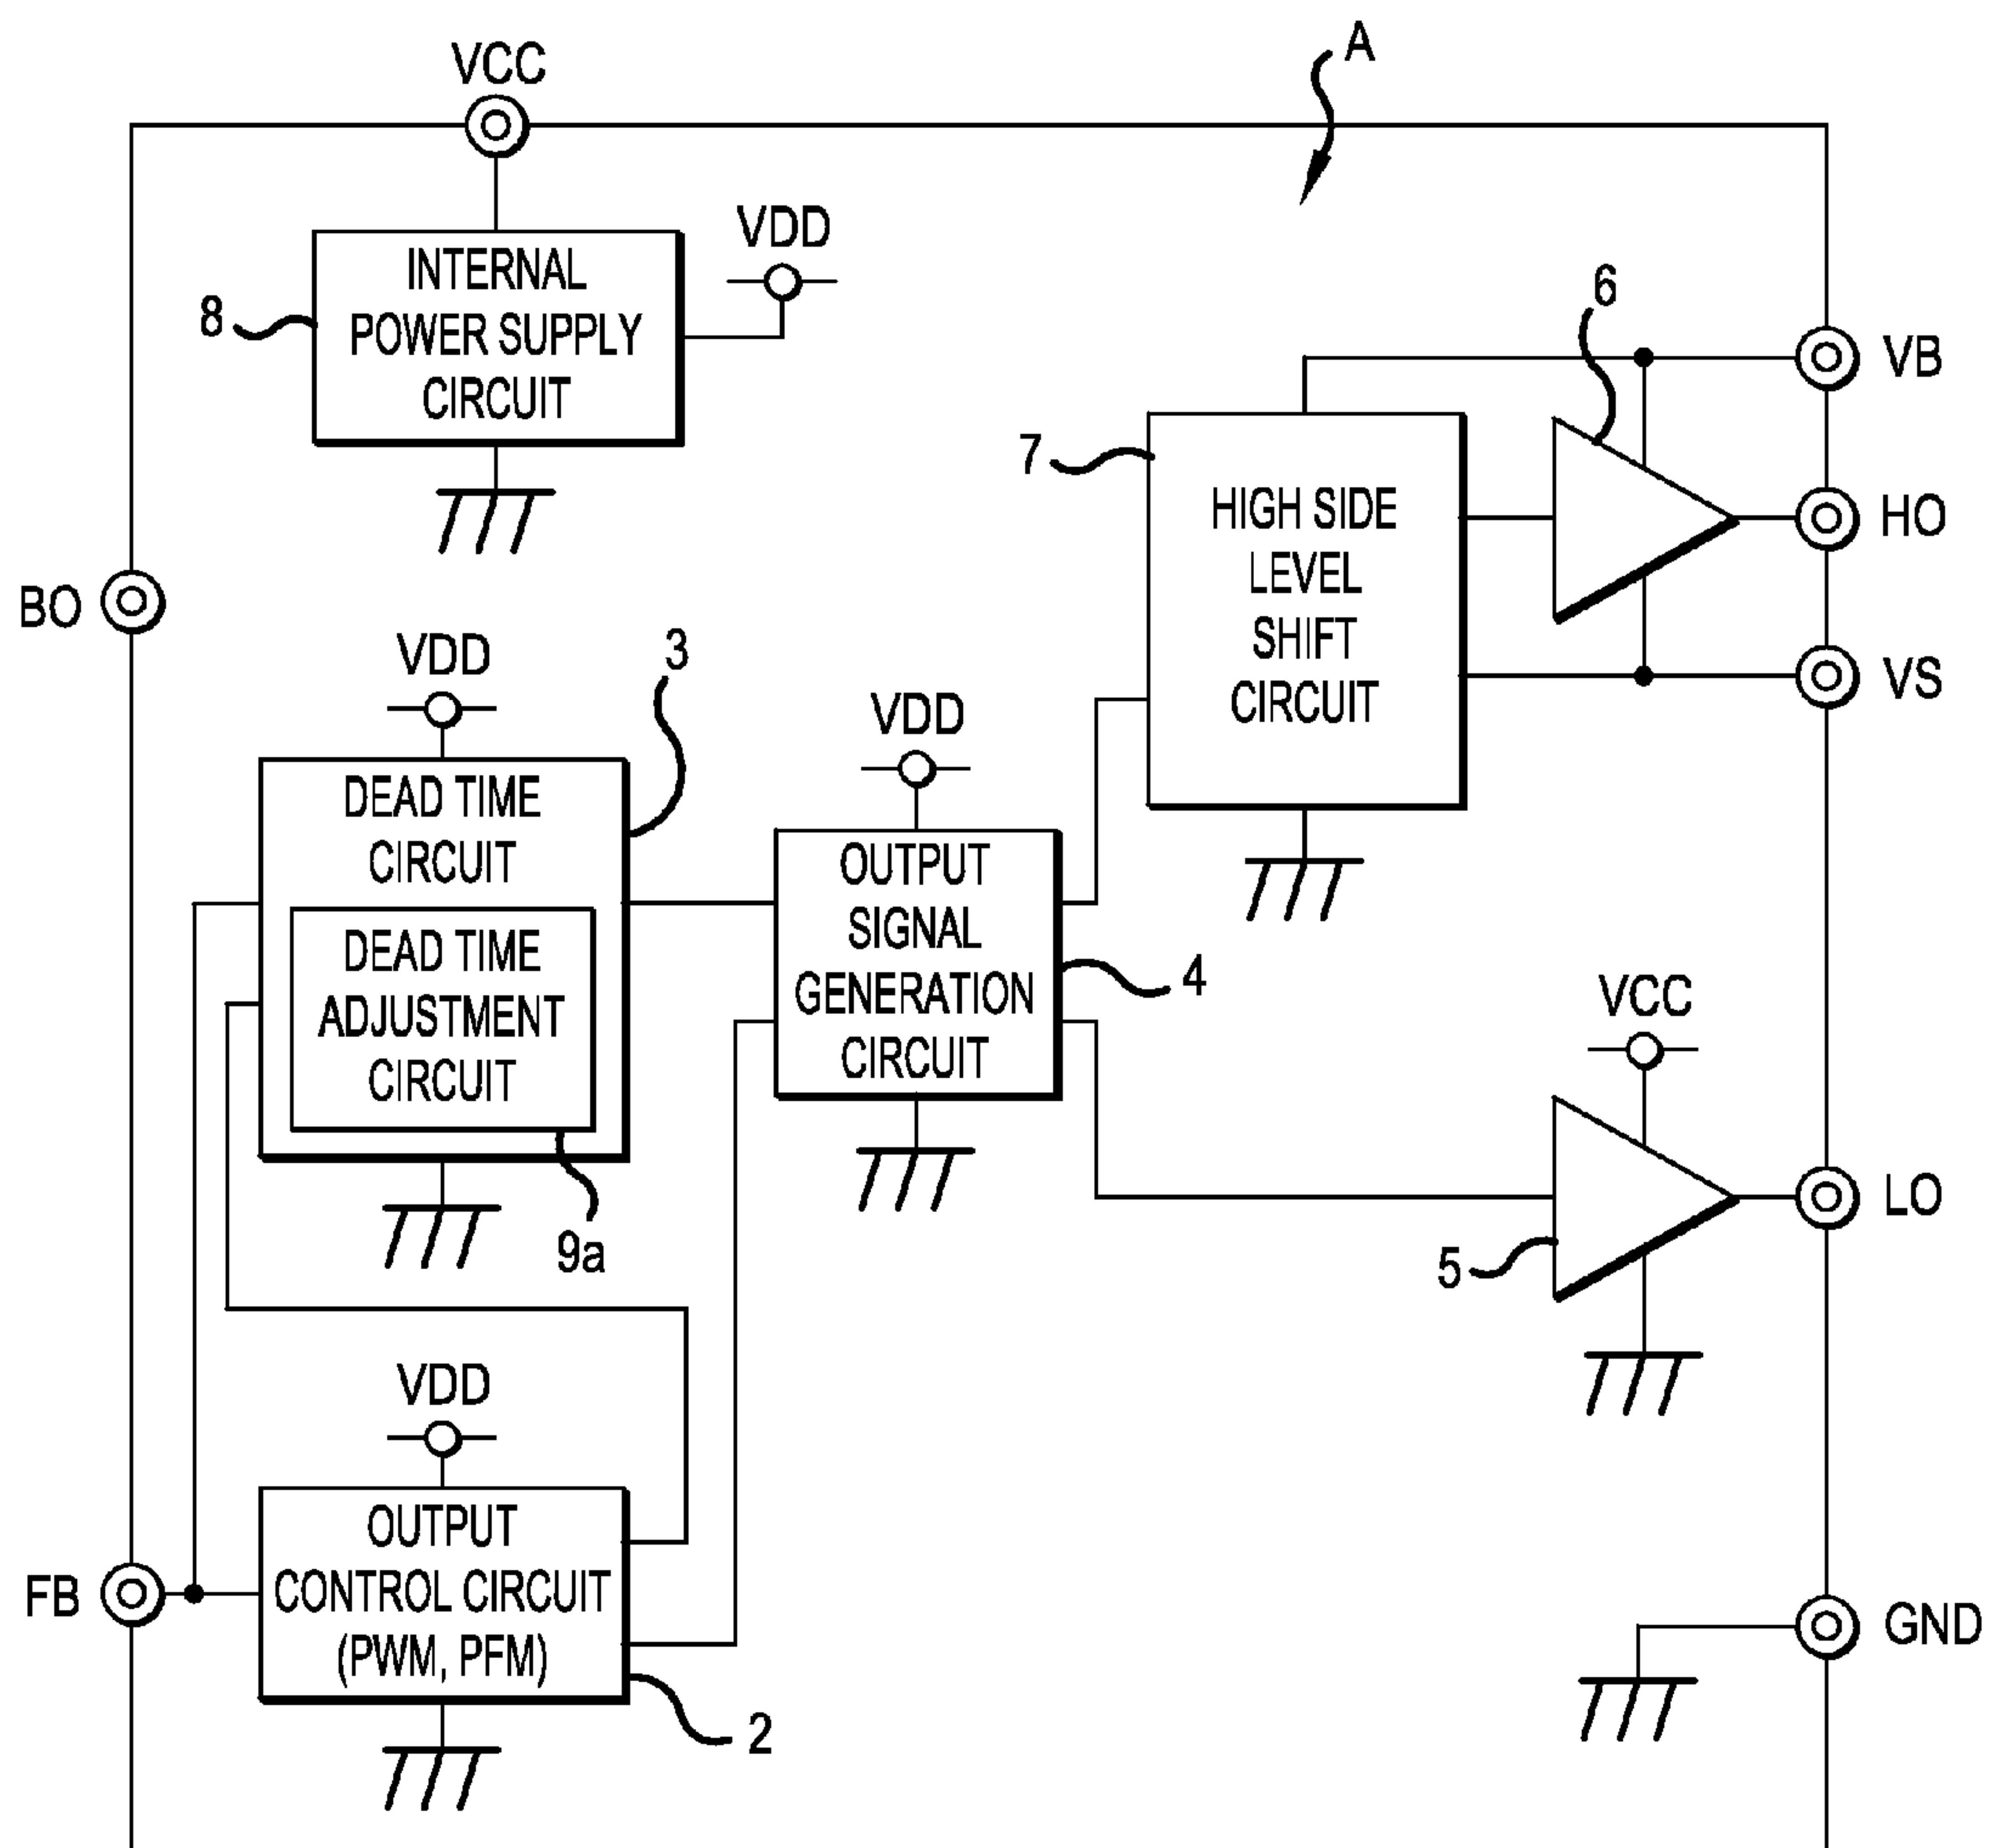 A
VCC
VDD
INTERNAL
POWER SUPPLY
CIRCUIT
8
6
VB
7
HIGH SIDE
LEVEL
SHIFT
CIRCUIT
HO
BO
VS
VDD
3
VDD
DEAD TIME
CIRCUIT
DEAD TIME
ADJUSTMENT
CIRCUIT
9a
OUTPUT
SIGNAL
GENERATION
CIRCUIT
4
VCC
LO
5
VDD
OUTPUT
CONTROL CIRCUIT
(PWM, PFM)
FB
2
GND